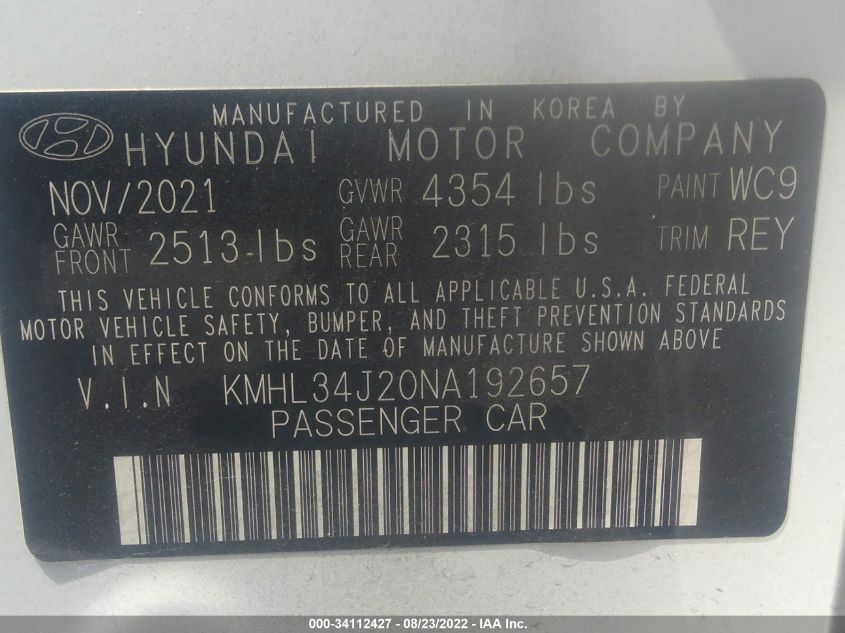 MANUFACTURED IN KOREA BY
HYUNDAI MOTOR COMPANY
NOV/2021 GVWR 4354 lbs PAINT WC9
GAWR FRONT 2513 lbs GAWR REAR 2315 lbs TRIM REY
THIS VEHICLE CONFORMS TO ALL APPLICABLE U.S.A. FEDERAL
MOTOR VEHICLE SAFETY, BUMPER, AND THEFT PREVENTION STANDARDS
IN EFFECT ON THE DATE OF MANUFACTURE SHOWN ABOVE
V.I.N KMHL34J20NA192657
PASSENGER CAR
000-34112427 - 08/23/2022 - IAA Inc.